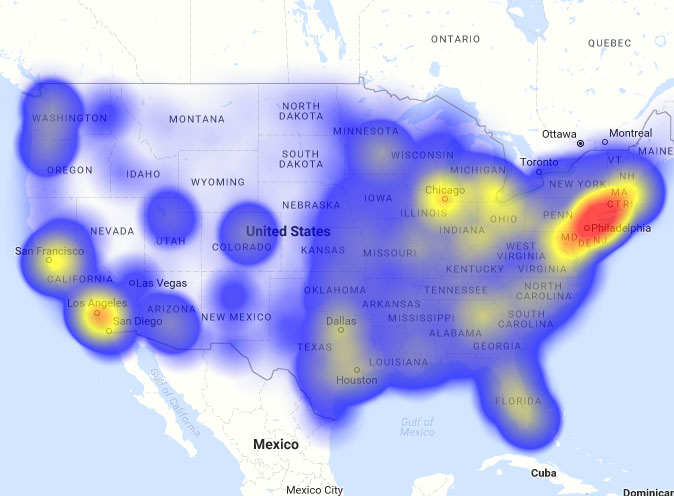 ONTARIO
QUEBEC
WASHINGTON
MONTANA
NORTH
DAKOTA
MINNESOTA
Ottawa
Montreal
MAINE
OREGON
IDAHO
SOUTH
DAKOTA
WISCONSIN
MICHIGAN
Toronto
VT
NH
WYOMING
NEW YORK
MA
CT
RI
IOWA
Chicago
NEBRASKA
ILLINOIS
OHIO
PENN
NEVADA
UTAH
COLORADO
United States
INDIANA
Philadelphia
MD
DE
NJ
San Francisco
KANSAS
MISSOURI
WEST
VIRGINIA
CALIFORNIA
Las Vegas
KENTUCKY
VIRGINIA
OKLAHOMA
TENNESSEE
NORTH
CAROLINA
Los Angeles
ARIZONA
NEW MEXICO
ARKANSAS
San Diego
Dallas
MISSISSIPPI
SOUTH
CAROLINA
ALABAMA
TEXAS
GEORGIA
LOUISIANA
Houston
Gulf of
California
FLORIDA
Gulf of
Mexico
Mexico
Cuba
Mexico City
Dominican